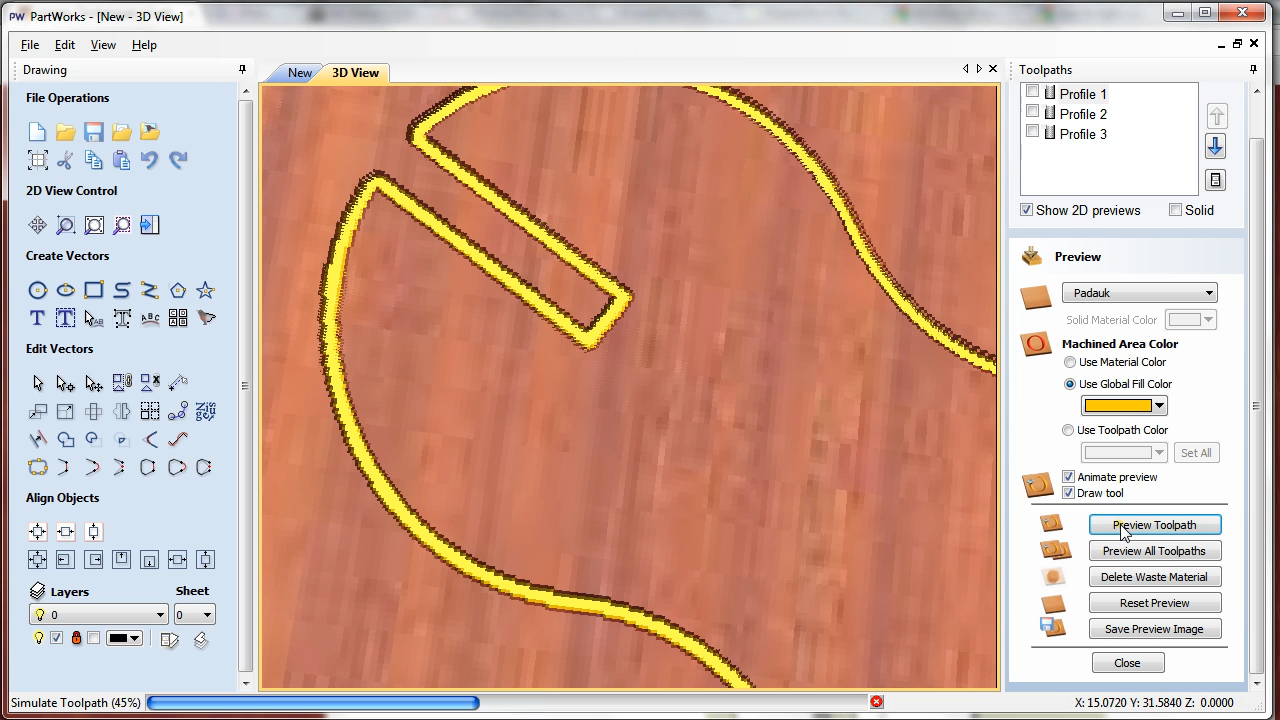 PW PartWorks - [New - 3D View]
File Edit View Help
Drawing
File Operations
2D View Control
Create Vectors
T T T ABC
Edit Vectors
Align Objects
Layers Sheet
0 0
New 3D View
Toolpaths
Profile 1
Profile 2
Profile 3
Show 2D previews Solid
Preview
Padauk
Solid Material Color
Machined Area Color
Use Material Color
Use Global Fill Color
Use Toolpath Color
Set All
Animate preview
Draw tool
Preview Toolpath
Preview All Toolpaths
Delete Waste Material
Reset Preview
Save Preview Image
Close
Simulate Toolpath (45%)
X: 15.0720 Y: 31.5840 Z: 0.0000